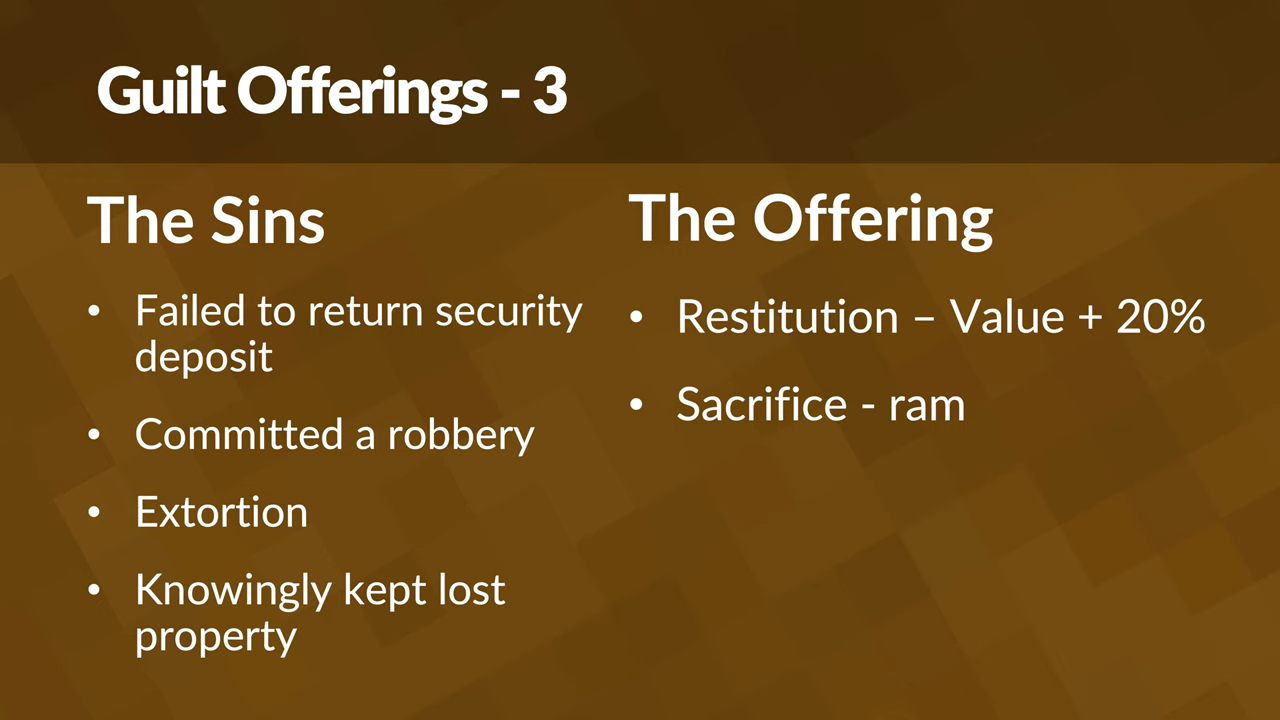 Guilt Offerings - 3
The Sins
• Failed to return security
deposit
• Committed a robbery
• Extortion
• Knowingly kept lost
property
The Offering
• Restitution – Value + 20%
• Sacrifice - ram